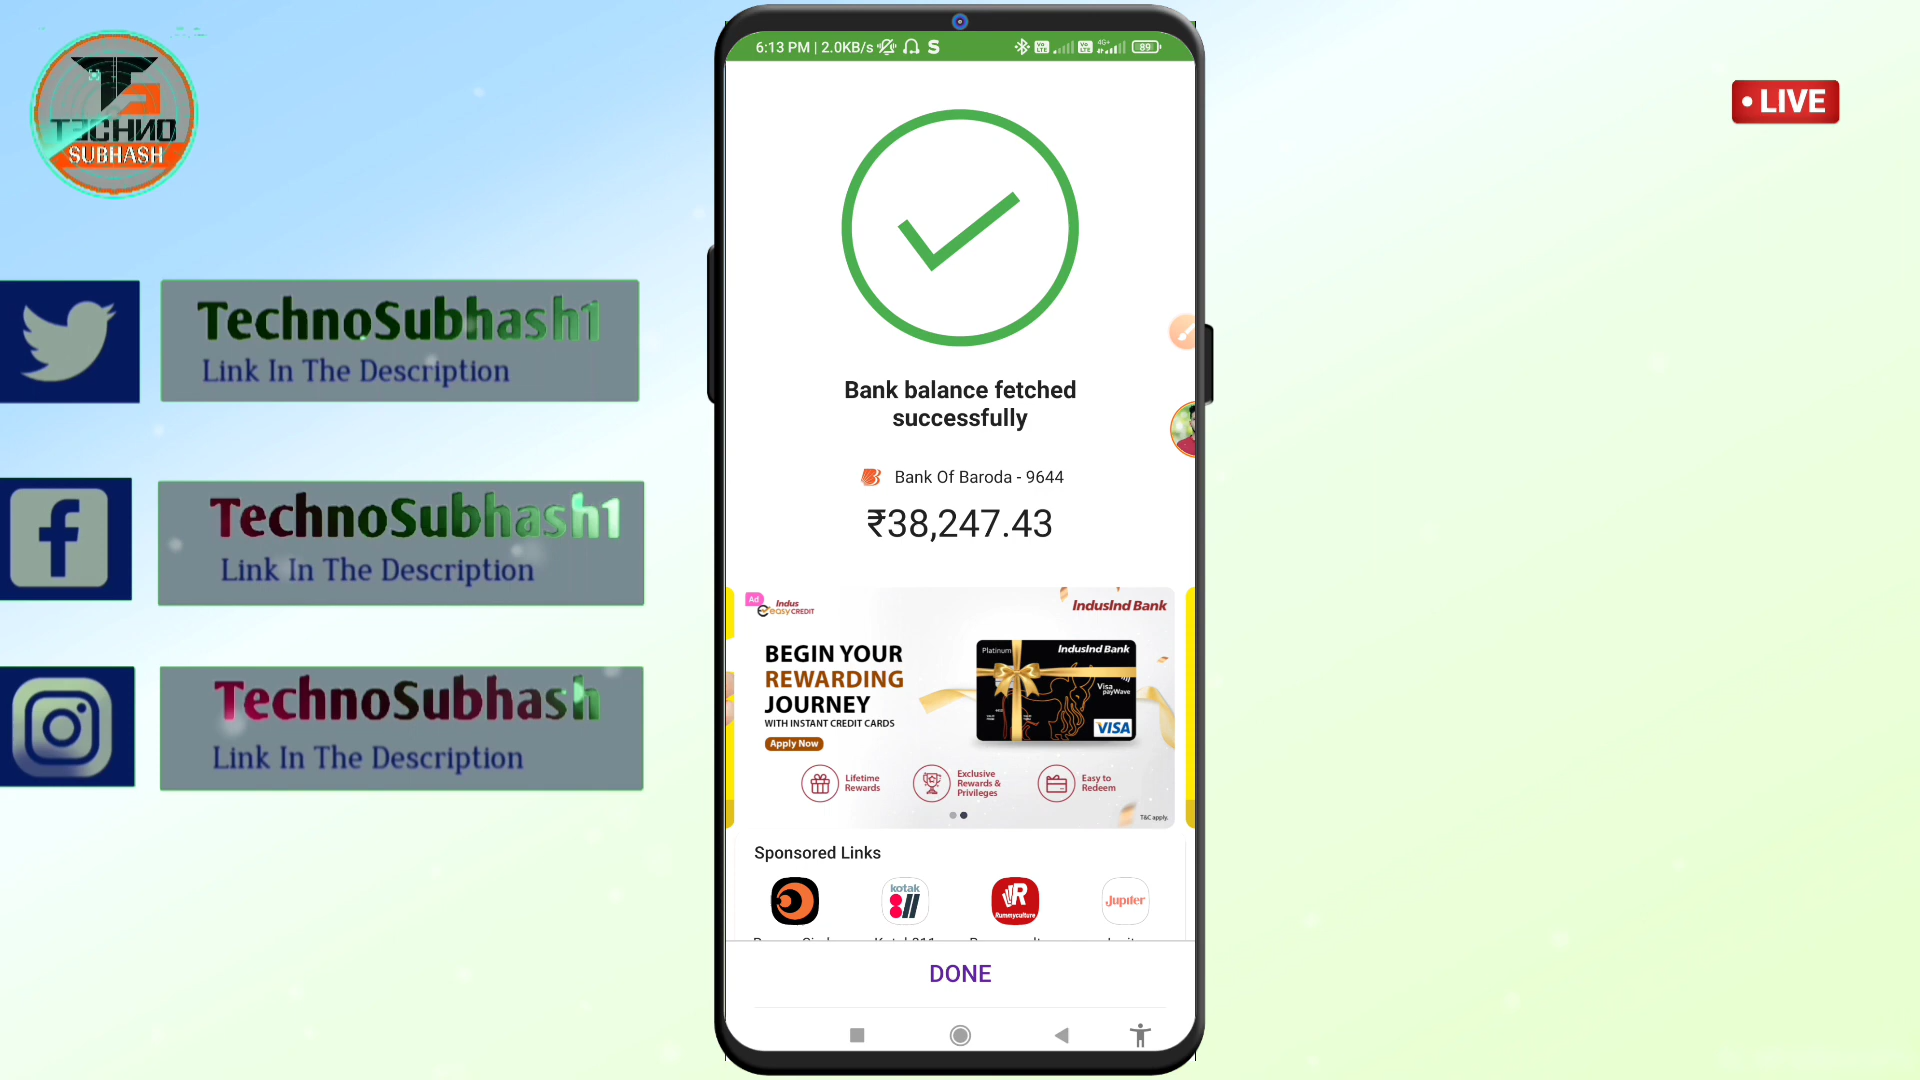 TECHNO
SUBHASH
LIVE
TechnoSubhash1
Link In The Description
TechnoSubhash1
Link In The Description
TechnoSubhash
Link In The Description
6:13 PM | 2.0KB/s
4G+
89
Bank balance fetched
successfully
Bank Of Baroda - 9644
₹38,247.43
Ad
Indus
easy CREDIT
IndusInd Bank
BEGIN YOUR
REWARDING
JOURNEY
WITH INSTANT CREDIT CARDS
Apply Now
Platinum
IndusInd Bank
Visa
payWave
VISA
Lifetime
Rewards
Exclusive
Rewards &
Privileges
Easy to
Redeem
T&C apply.
Sponsored Links
kotak
811
R
Rummyculture
Jupiter
DONE